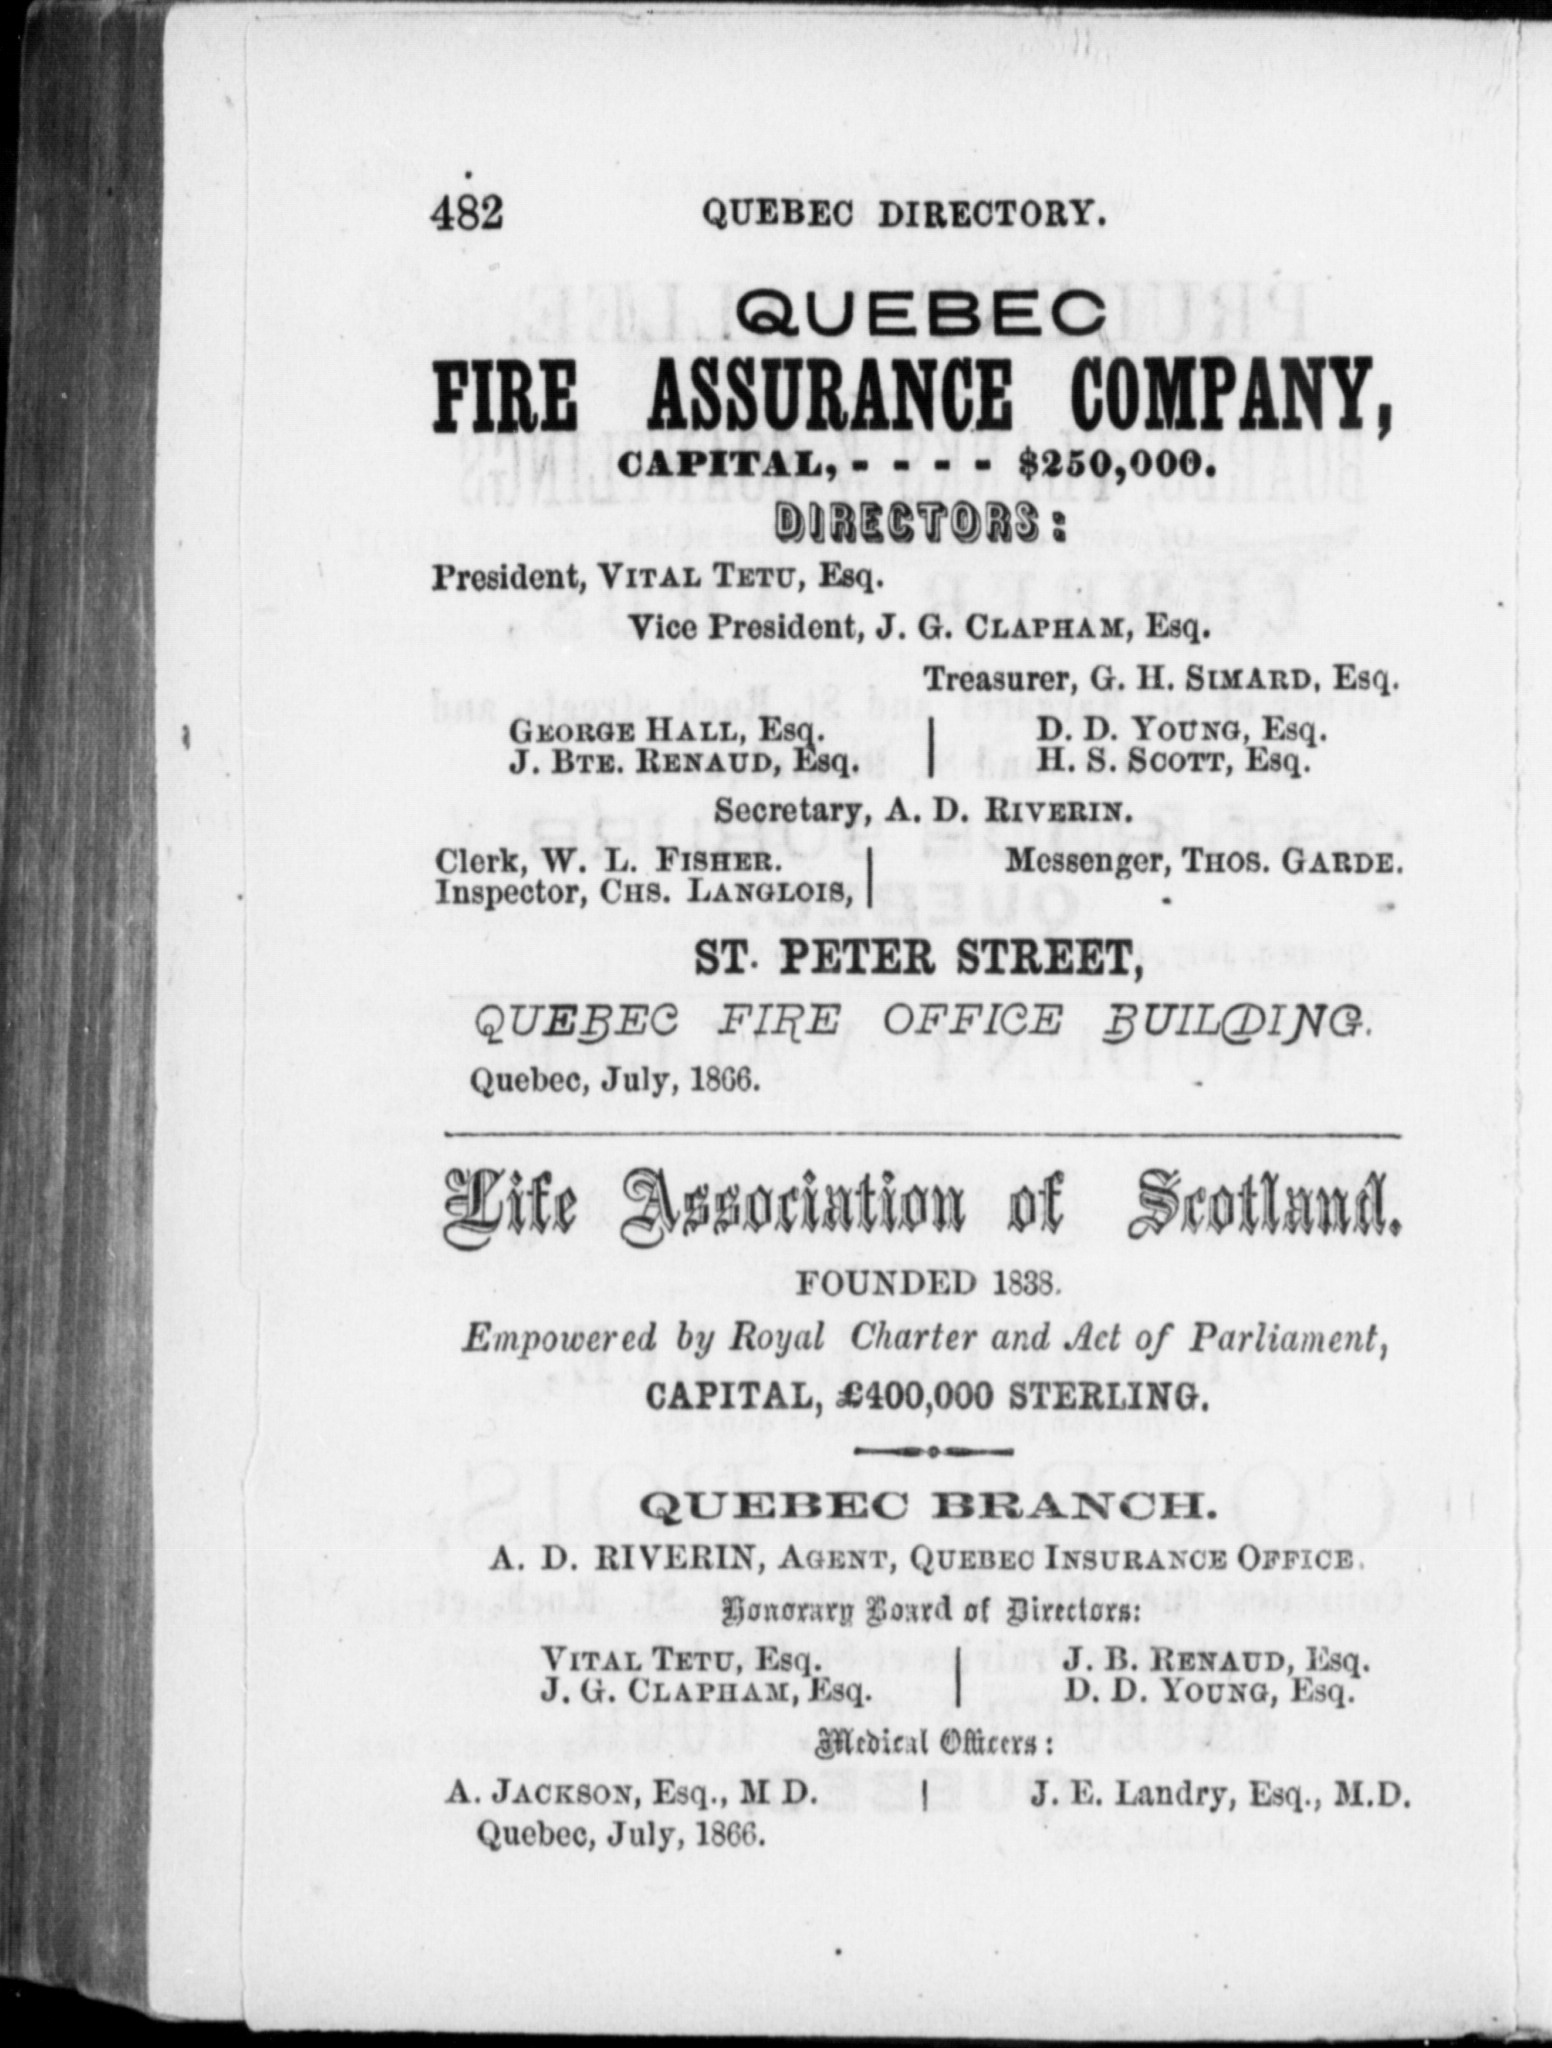 482 QUEBEC DIRECTORY.
QUEBEC
FIRE ASSURANCE COMPANY,
CAPITAL, - - - - $250,000.
DIRECTORS:
President, VITAL TETU, Esq.
Vice President, J. G. CLAPHAM, Esq.
Treasurer, G. H. SIMARD, Esq.
GEORGE HALL, Esq. | D. D. YOUNG, Esq.
J. BTE. RENAUD, Esq. | H. S. SCOTT, Esq.
Secretary, A. D. RIVERIN.
Clerk, W. L. FISHER. | Messenger, THOS. GARDE.
Inspector, CHS. LANGLOIS, |
ST. PETER STREET,
QUEBEC FIRE OFFICE BUILDING.
Quebec, July, 1866.
Life Association of Scotland.
FOUNDED 1838.
Empowered by Royal Charter and Act of Parliament,
CAPITAL, £400,000 STERLING.
QUEBEC BRANCH.
A. D. RIVERIN, AGENT, QUEBEC INSURANCE OFFICE.
Honorary Board of Directors:
VITAL TETU, Esq. | J. B. RENAUD, Esq.
J. G. CLAPHAM, Esq. | D. D. YOUNG, Esq.
Medical Officers:
A. JACKSON, Esq., M D. | J. E. Landry, Esq., M.D.
Quebec, July, 1866.